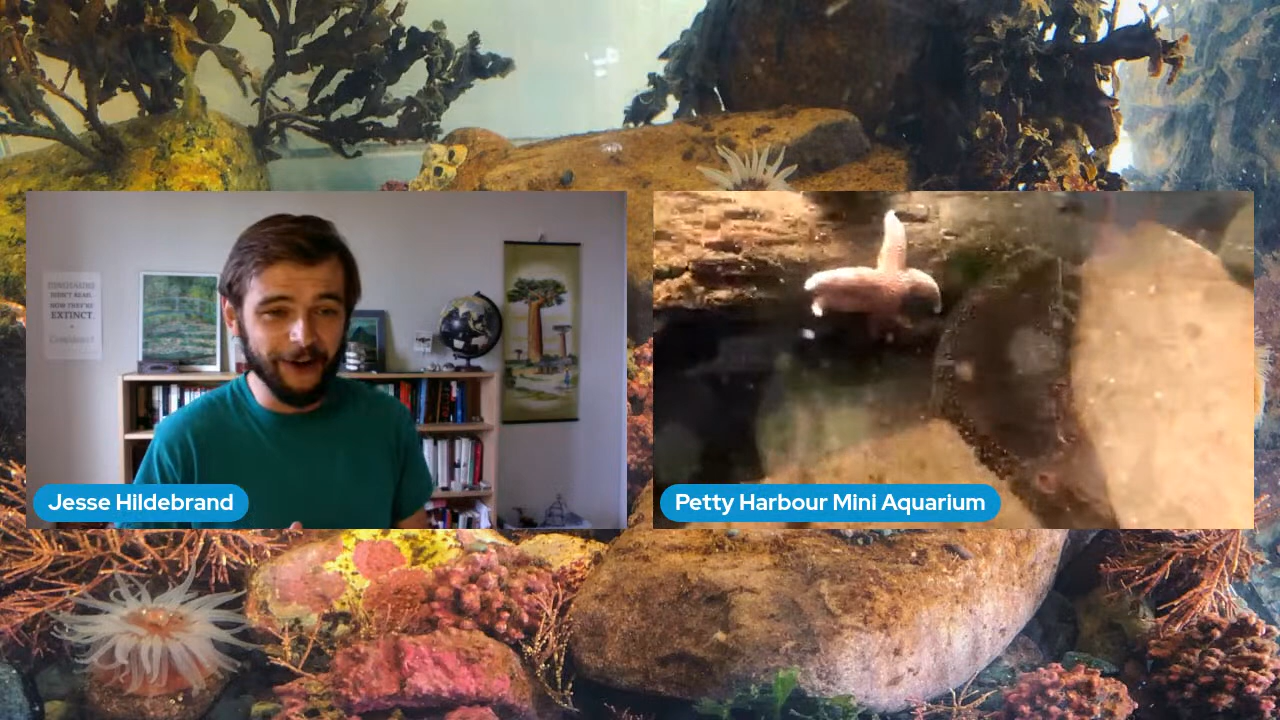 DINOSAURS
DIDN'T READ.
NOW THEY'RE
EXTINCT.
Jesse Hildebrand
Petty Harbour Mini Aquarium